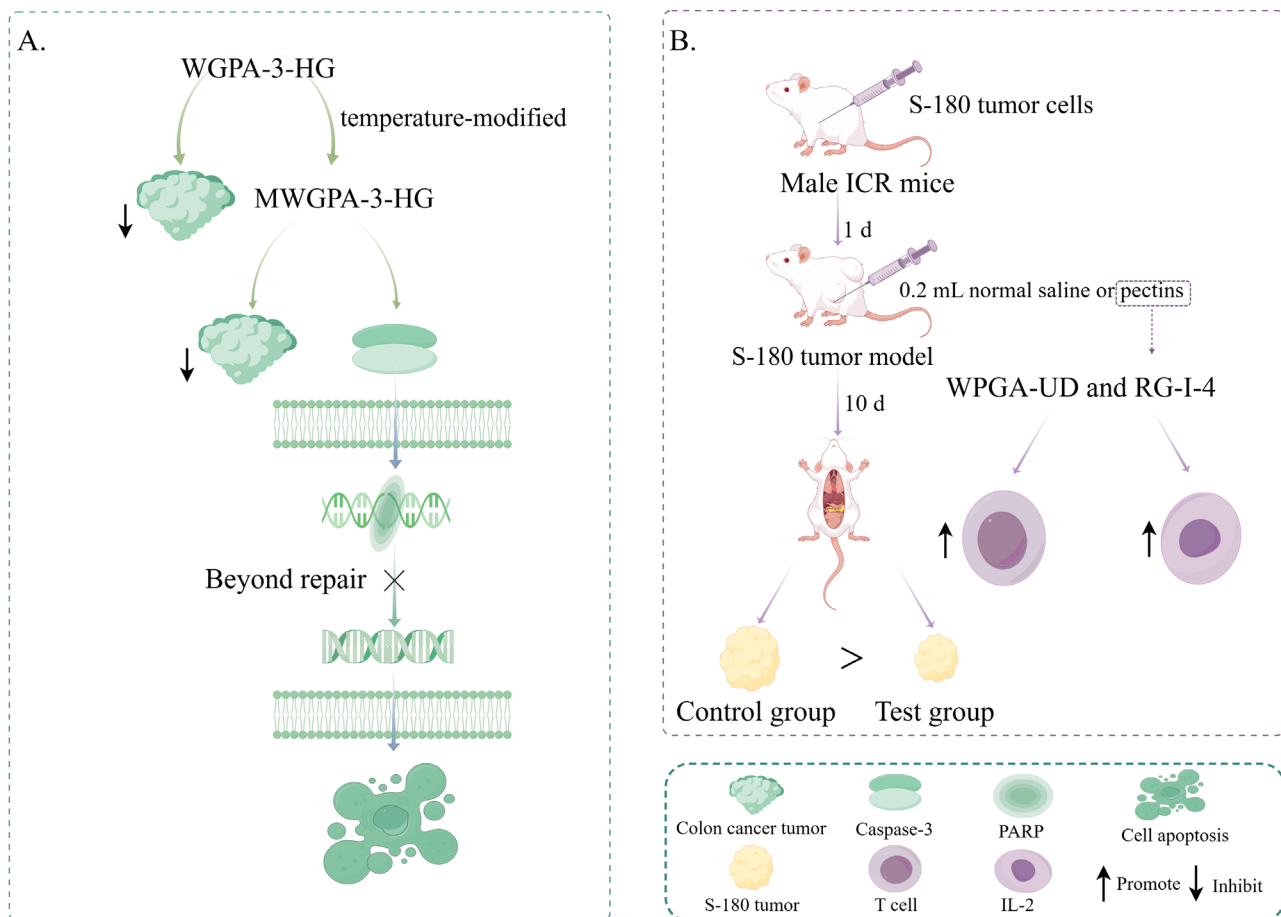 A.
WGPA-3-HG
temperature-modified
MWGPA-3-HG
Beyond repair
B.
S-180 tumor cells
Male ICR mice
1 d
0.2 mL normal saline or pectins
S-180 tumor model
WPGA-UD and RG-I-4
10 d
>
Control group
Test group
Colon cancer tumor
Caspase-3
PARP
Cell apoptosis
S-180 tumor
T cell
IL-2
Promote
Inhibit